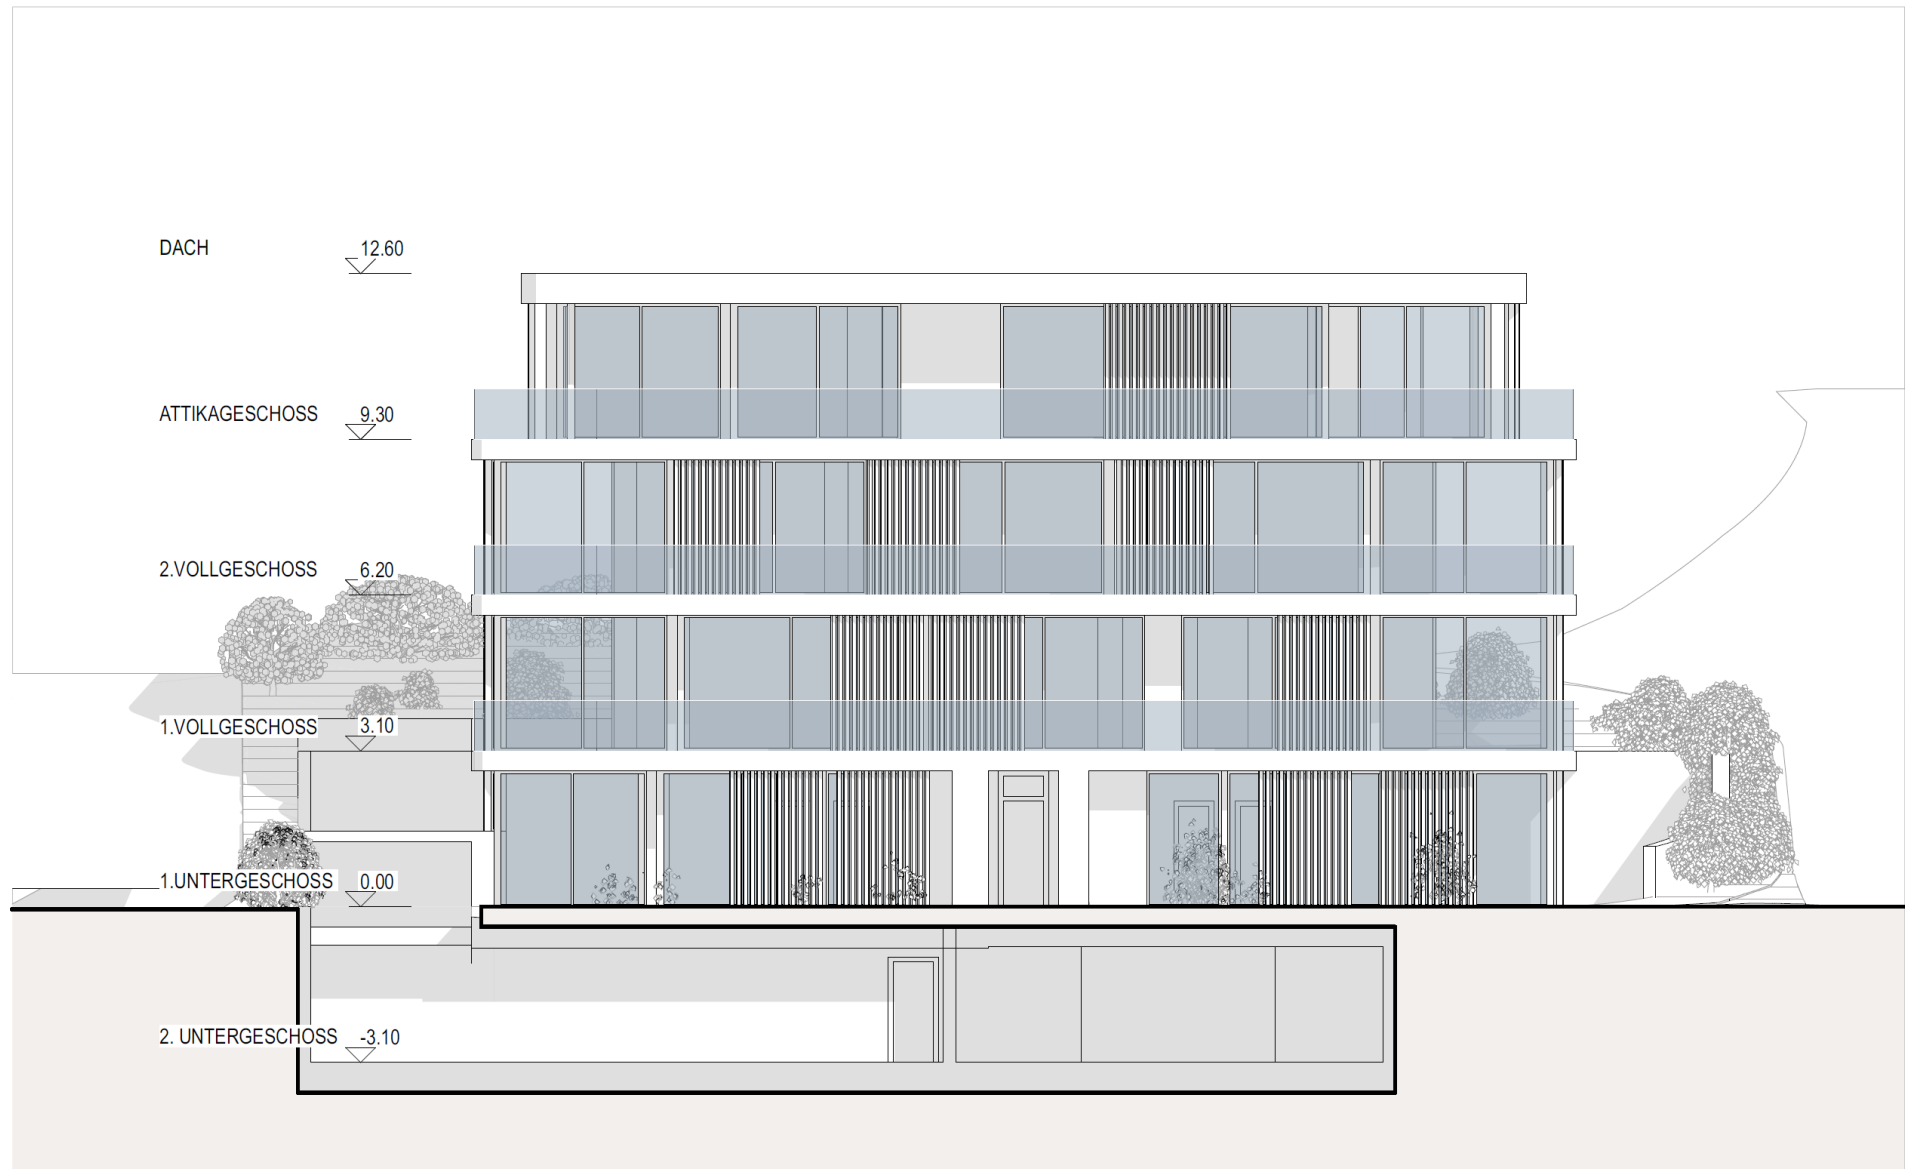 DACH 12.60
ATTIKAGESCHOSS 9.30
2.VOLLGESCHOSS 6.20
1.VOLLGESCHOSS 3.10
1.UNTERGESCHOSS 0.00
2. UNTERGESCHOSS -3.10